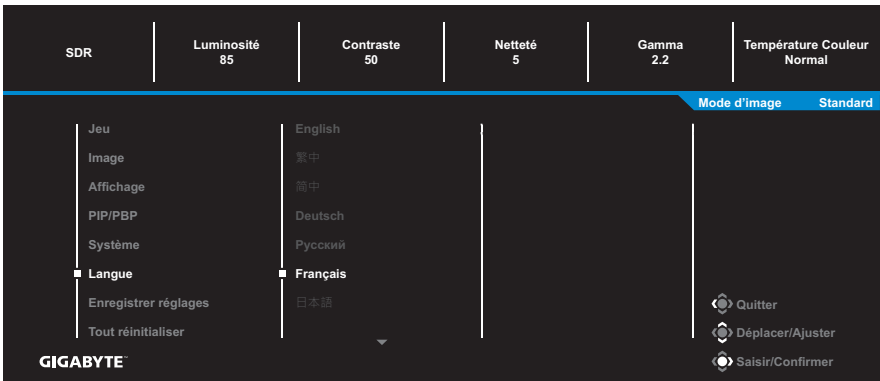 SDR
Luminosité
85
Contraste
50
Netteté
5
Gamma
2.2
Température Couleur
Normal
Mode d'image Standard
Jeu
Image
Affichage
PIP/PBP
Système
Langue
Enregistrer réglages
Tout réinitialiser
English
繁中
简中
Deutsch
Русский
Français
日本語
Quitter
Déplacer/Ajuster
Saisir/Confirmer
GIGABYTE™